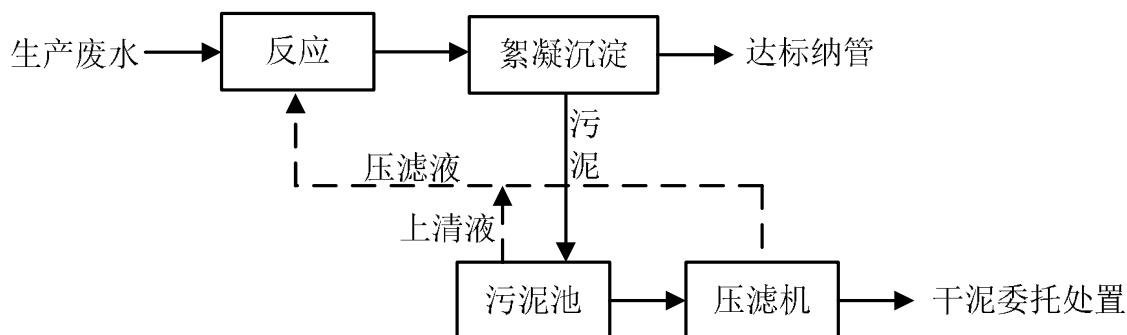 生产废水
反应
絮凝沉淀
达标纳管
污
泥
压滤液
上清液
污泥池
压滤机
干泥委托处置